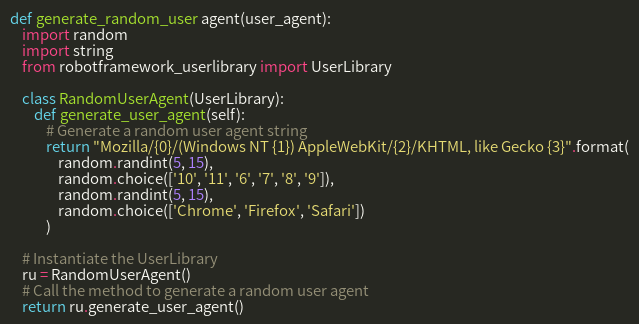 def generate_random_user agent(user_agent):
    import random
    import string
    from robotframework_userlibrary import UserLibrary

    class RandomUserAgent(UserLibrary):
        def generate_user_agent(self):
            # Generate a random user agent string
            return "Mozilla/{0}/(Windows NT {1}) AppleWebKit/{2}/KHTML, like Gecko {3}".format(
                random.randint(5, 15),
                random.choice(['10', '11', '6', '7', '8', '9']),
                random.randint(5, 15),
                random.choice(['Chrome', 'Firefox', 'Safari'])
            )

    # Instantiate the UserLibrary
    ru = RandomUserAgent()
    # Call the method to generate a random user agent
    return ru.generate_user_agent()